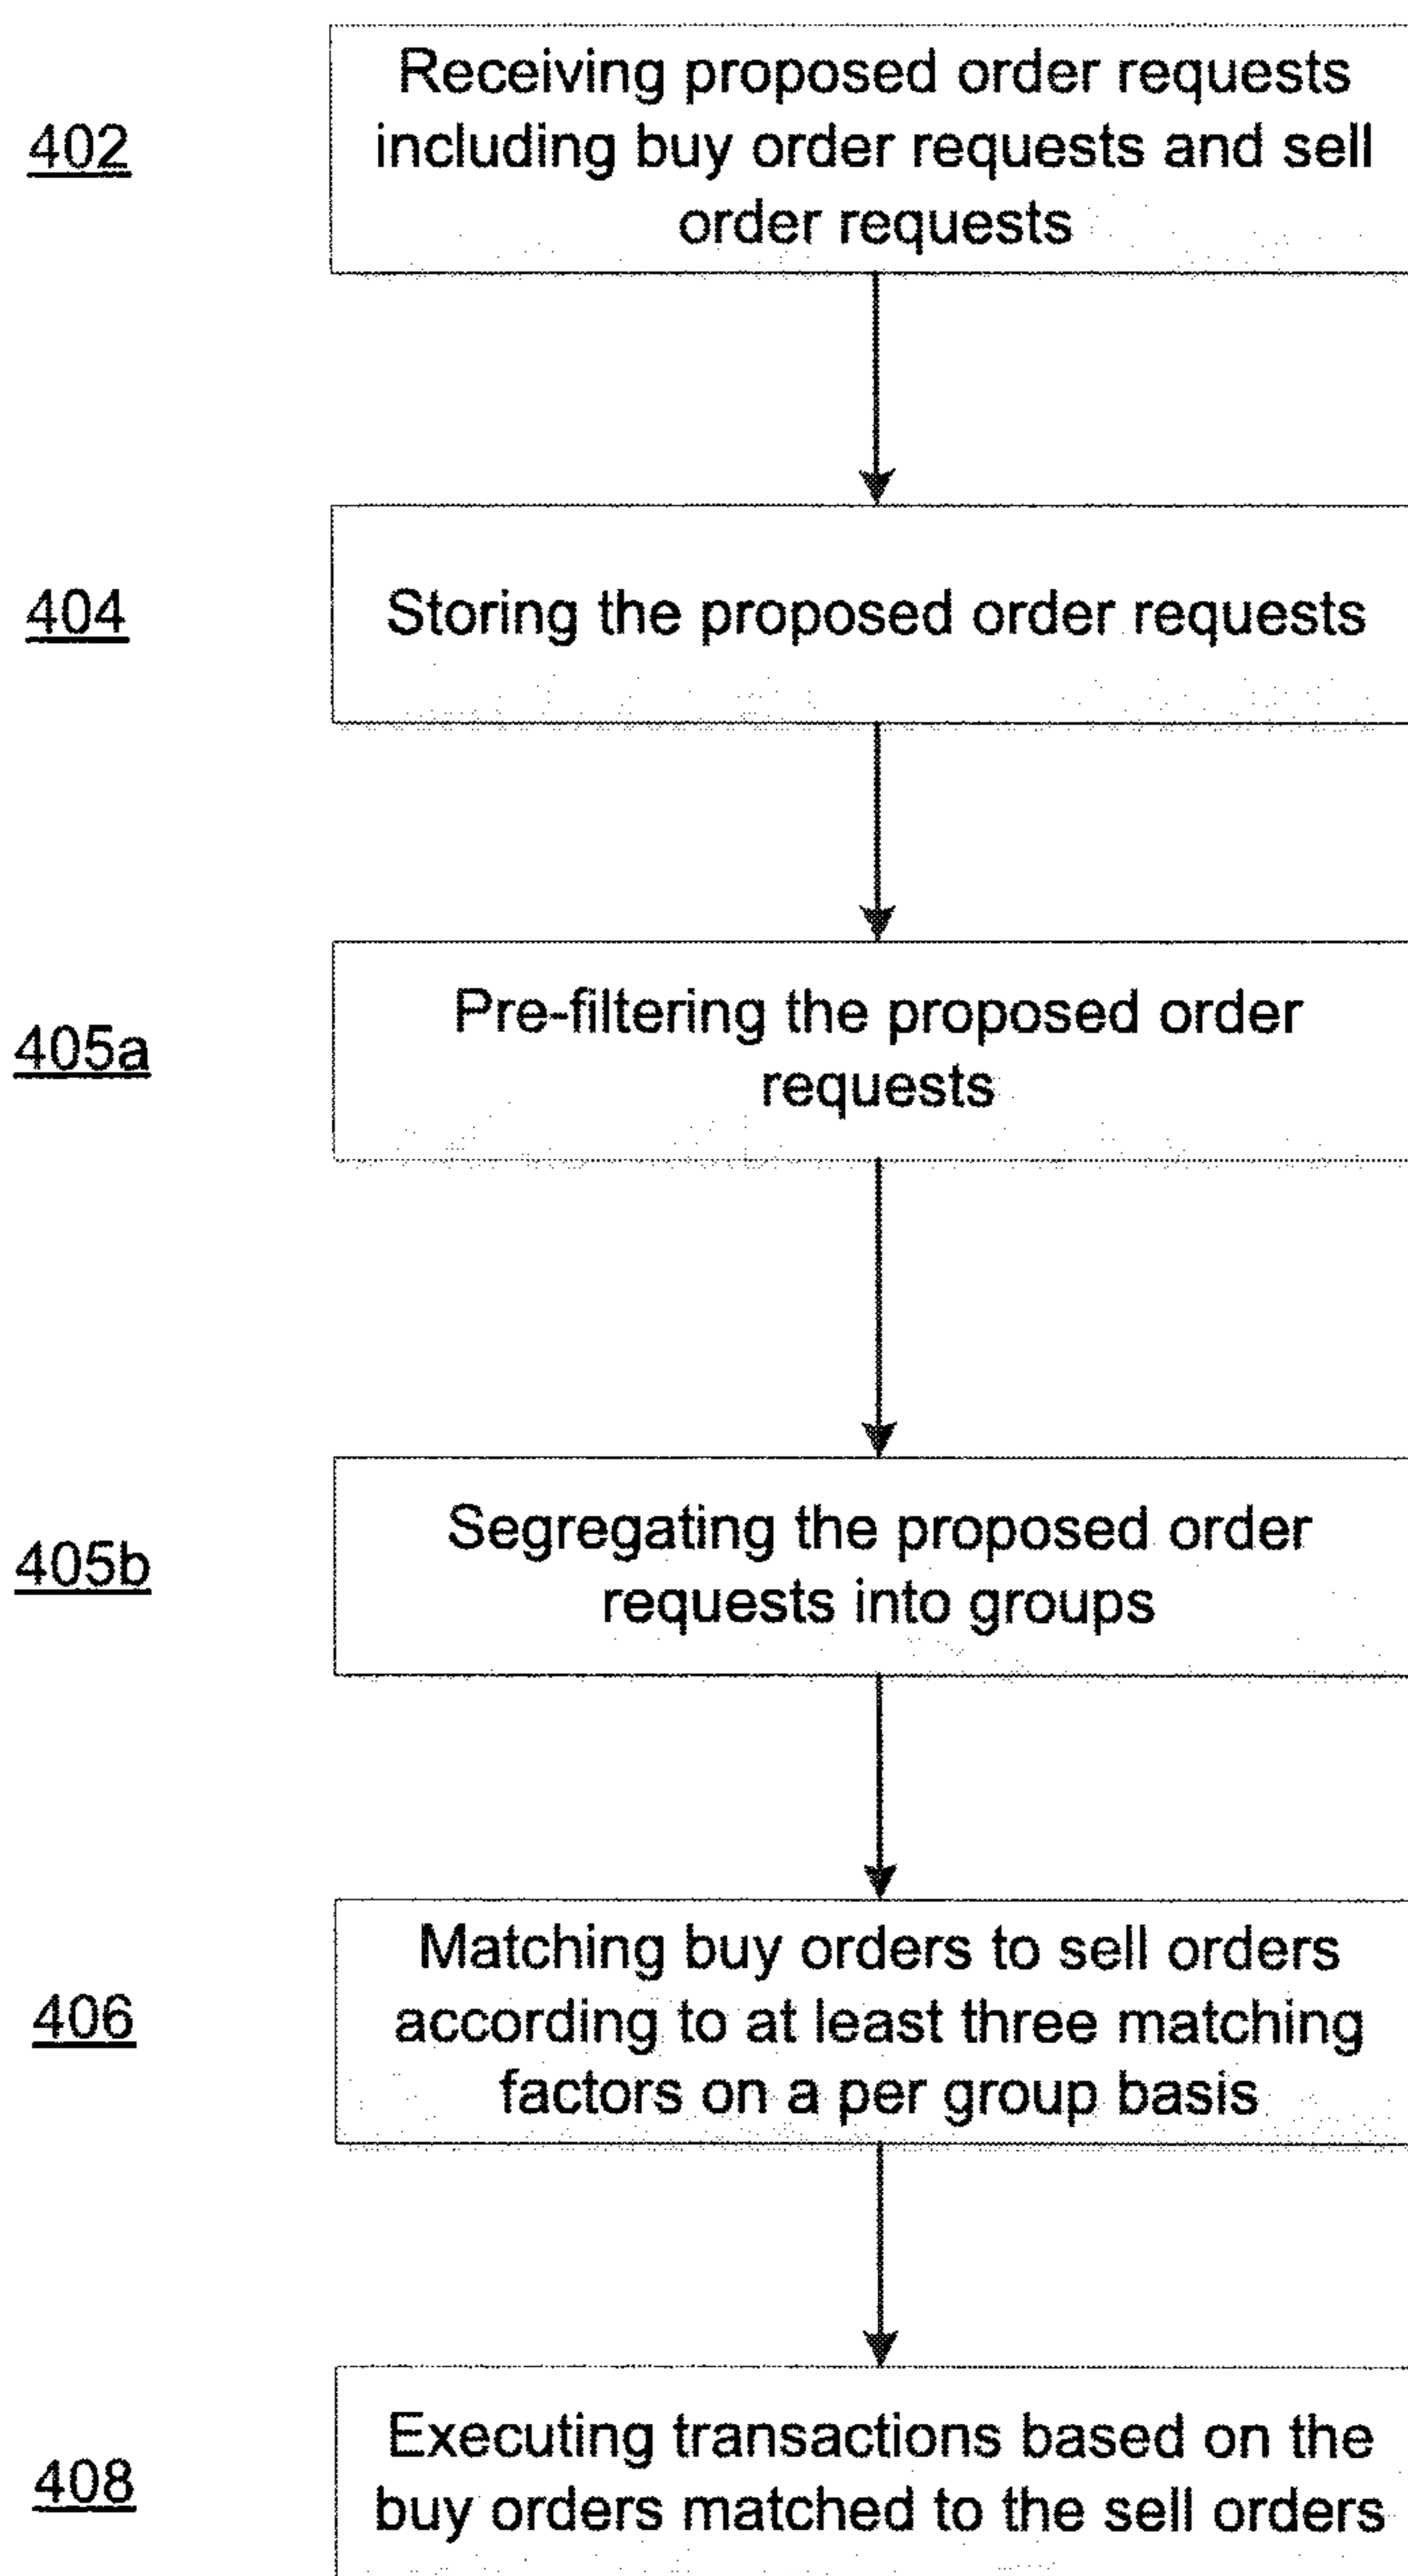 402
Receiving proposed order requests
including buy order requests and sell
order requests
404
Storing the proposed order requests
405a
Pre-filtering the proposed order
requests
405b
Segregating the proposed order
requests into groups
406
Matching buy orders to sell orders
according to at least three matching
factors on a per group basis
408
Executing transactions based on the
buy orders matched to the sell orders